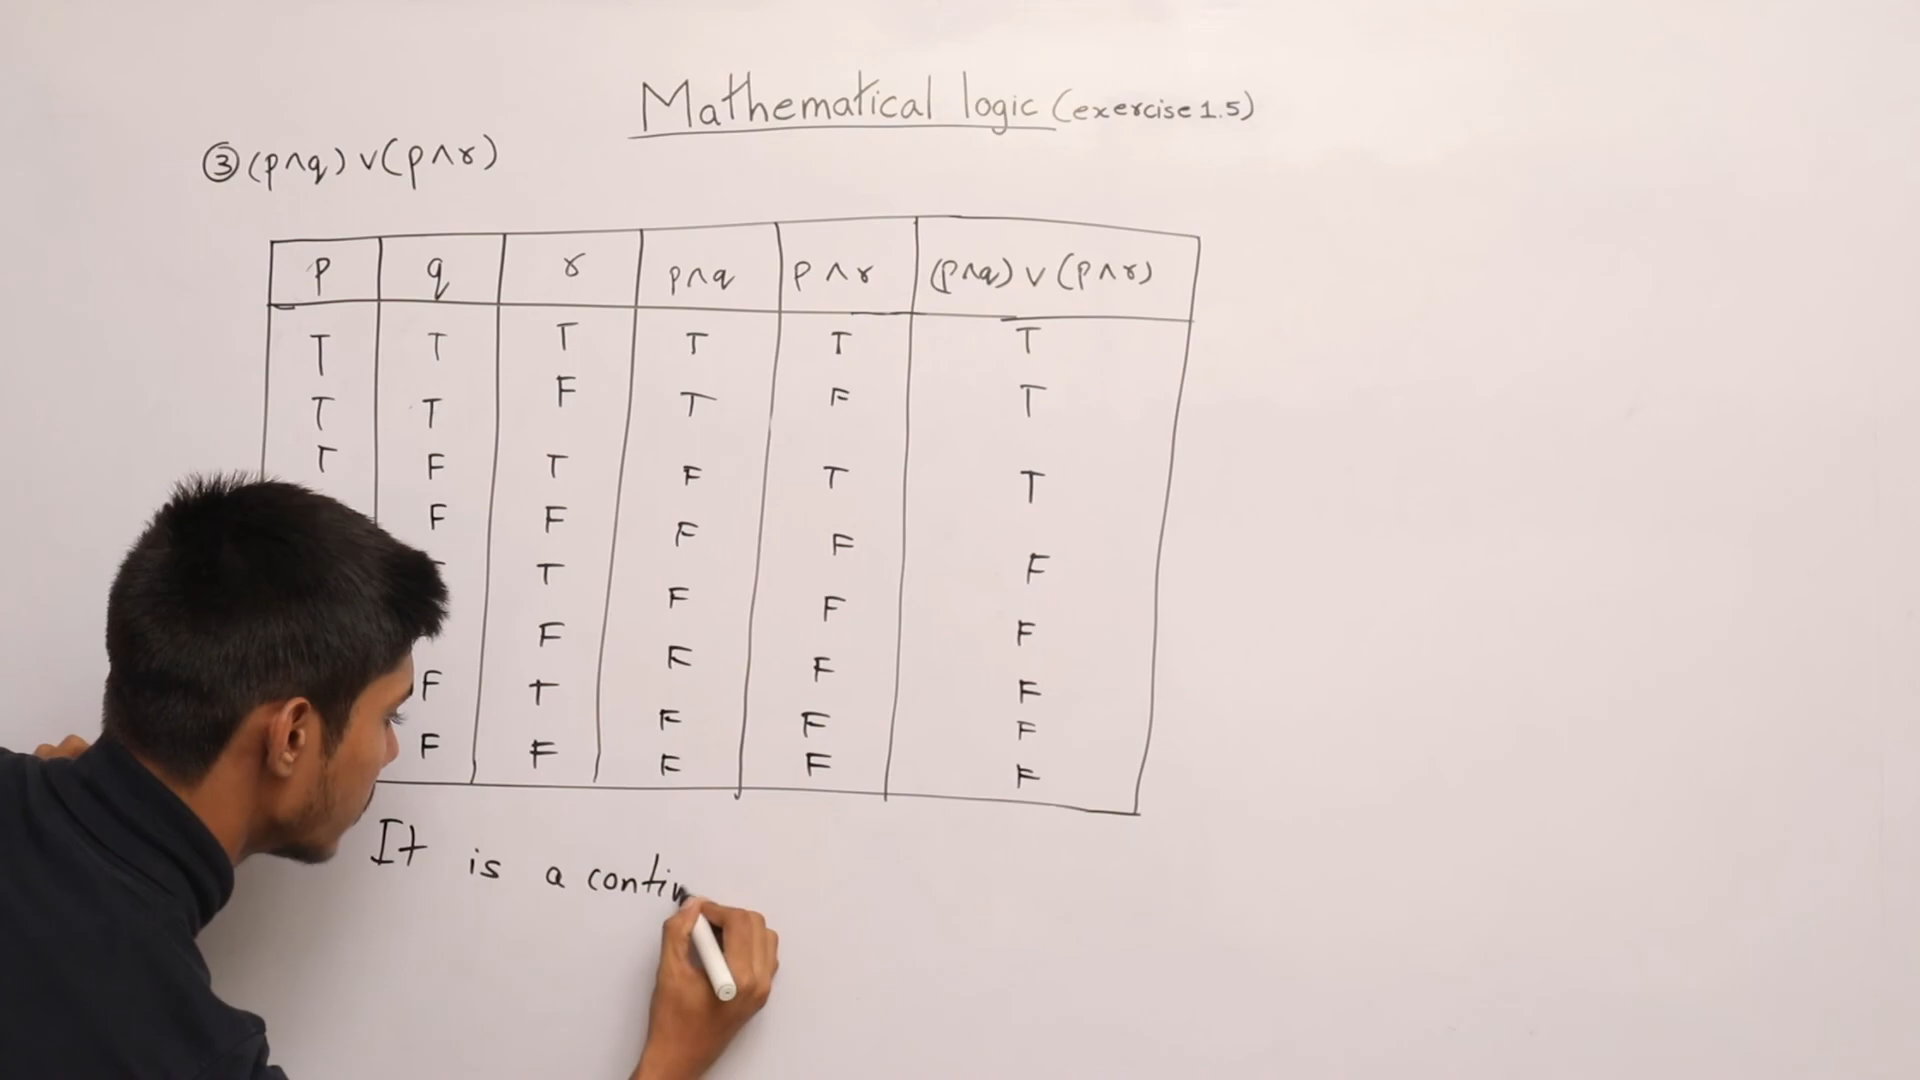 Mathematical logic (exercise 1.5)
③ (p∧q) ∨ (p∧r)
p q r p∧q p∧r (p∧q) ∨ (p∧r)
T T T T T T
T T F T F T
T F T F T T
F F F F F
T F F F
F F F F
F T F F F
F F F F F
It is a contin